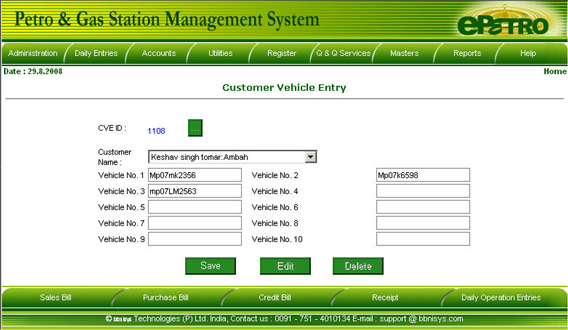 Petro & Gas Station Management System
ePetro
Administration Daily Entries Accounts Utilities Register Q & Q Services Masters Reports Help
Date : 29.8.2008 Home
Customer Vehicle Entry
CVE ID : 1108 ...
Customer Name : Keshav singh tomar:Ambah
Vehicle No. 1 Mp07mk2356 Vehicle No. 2 Mp07k6598
Vehicle No. 3 mp07LM2563 Vehicle No. 4
Vehicle No. 5 Vehicle No. 6
Vehicle No. 7 Vehicle No. 8
Vehicle No. 9 Vehicle No. 10
Save Edit Delete
Sales Bill Purchase Bill Credit Bill Receipt Daily Operation Entries
© bbnisys Technologies (P) Ltd. India, Contact us : 0091 - 751 - 4010134 E-mail : support @ bbnisys.com